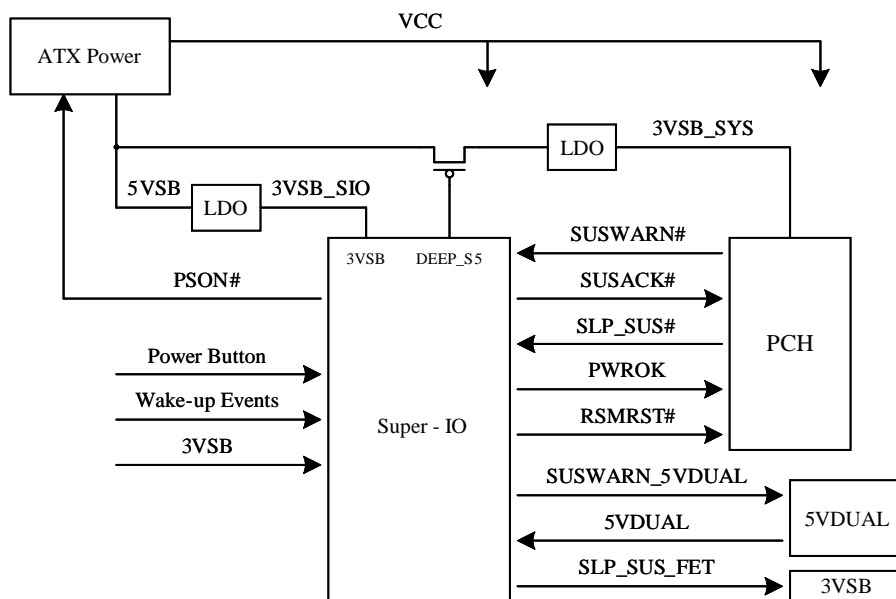 VCC
ATX Power
3VSB_SYS
LDO
5VSB
3VSB_SIO
LDO
3VSB
DEEP_S5
SUSWARN#
PSON#
SUSACK#
SLP_SUS#
PCH
Power Button
PWROK
Wake-up Events
RSMRST#
Super - IO
3VSB
SUSWARN_5VDUAL
5VDUAL
5VDUAL
SLP_SUS_FET
3VSB